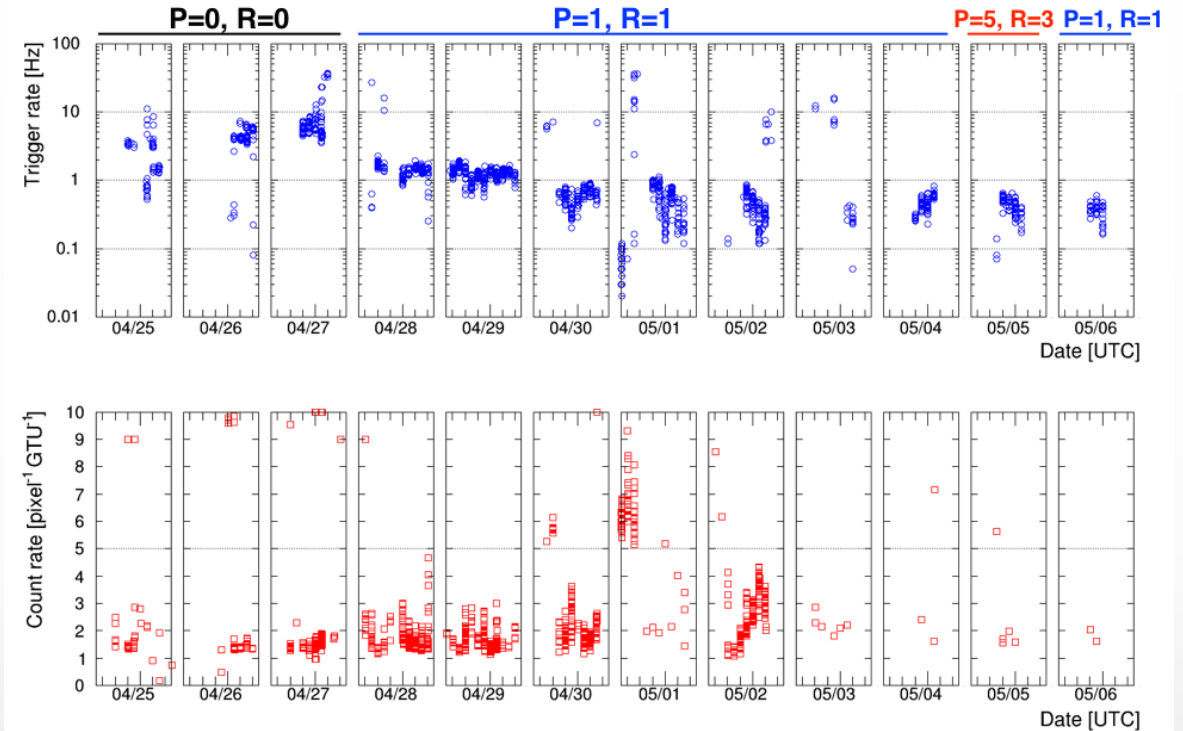 P=0, R=0 P=1, R=1 P=5, R=3 P=1, R=1
Trigger rate [Hz]
100
10
1
0.1
0.01
04/25 04/26 04/27 04/28 04/29 04/30 05/01 05/02 05/03 05/04 05/05 05/06
Date [UTC]
Count rate [pixel⁻¹ GTU⁻¹]
10
9
8
7
6
5
4
3
2
1
0
04/25 04/26 04/27 04/28 04/29 04/30 05/01 05/02 05/03 05/04 05/05 05/06
Date [UTC]